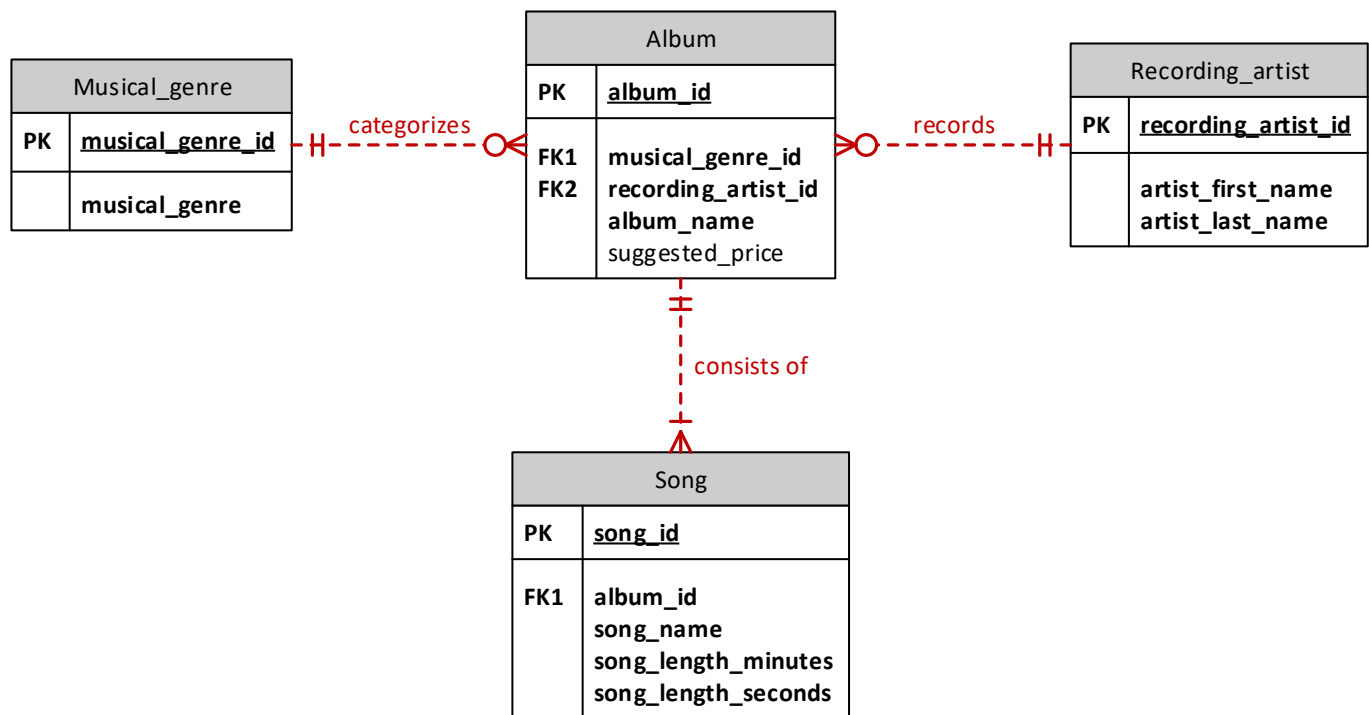 Musical_genre
PK musical_genre_id
musical_genre
categorizes
Album
PK album_id
FK1 musical_genre_id
FK2 recording_artist_id
album_name
suggested_price
records
Recording_artist
PK recording_artist_id
artist_first_name
artist_last_name
consists of
Song
PK song_id
FK1 album_id
song_name
song_length_minutes
song_length_seconds